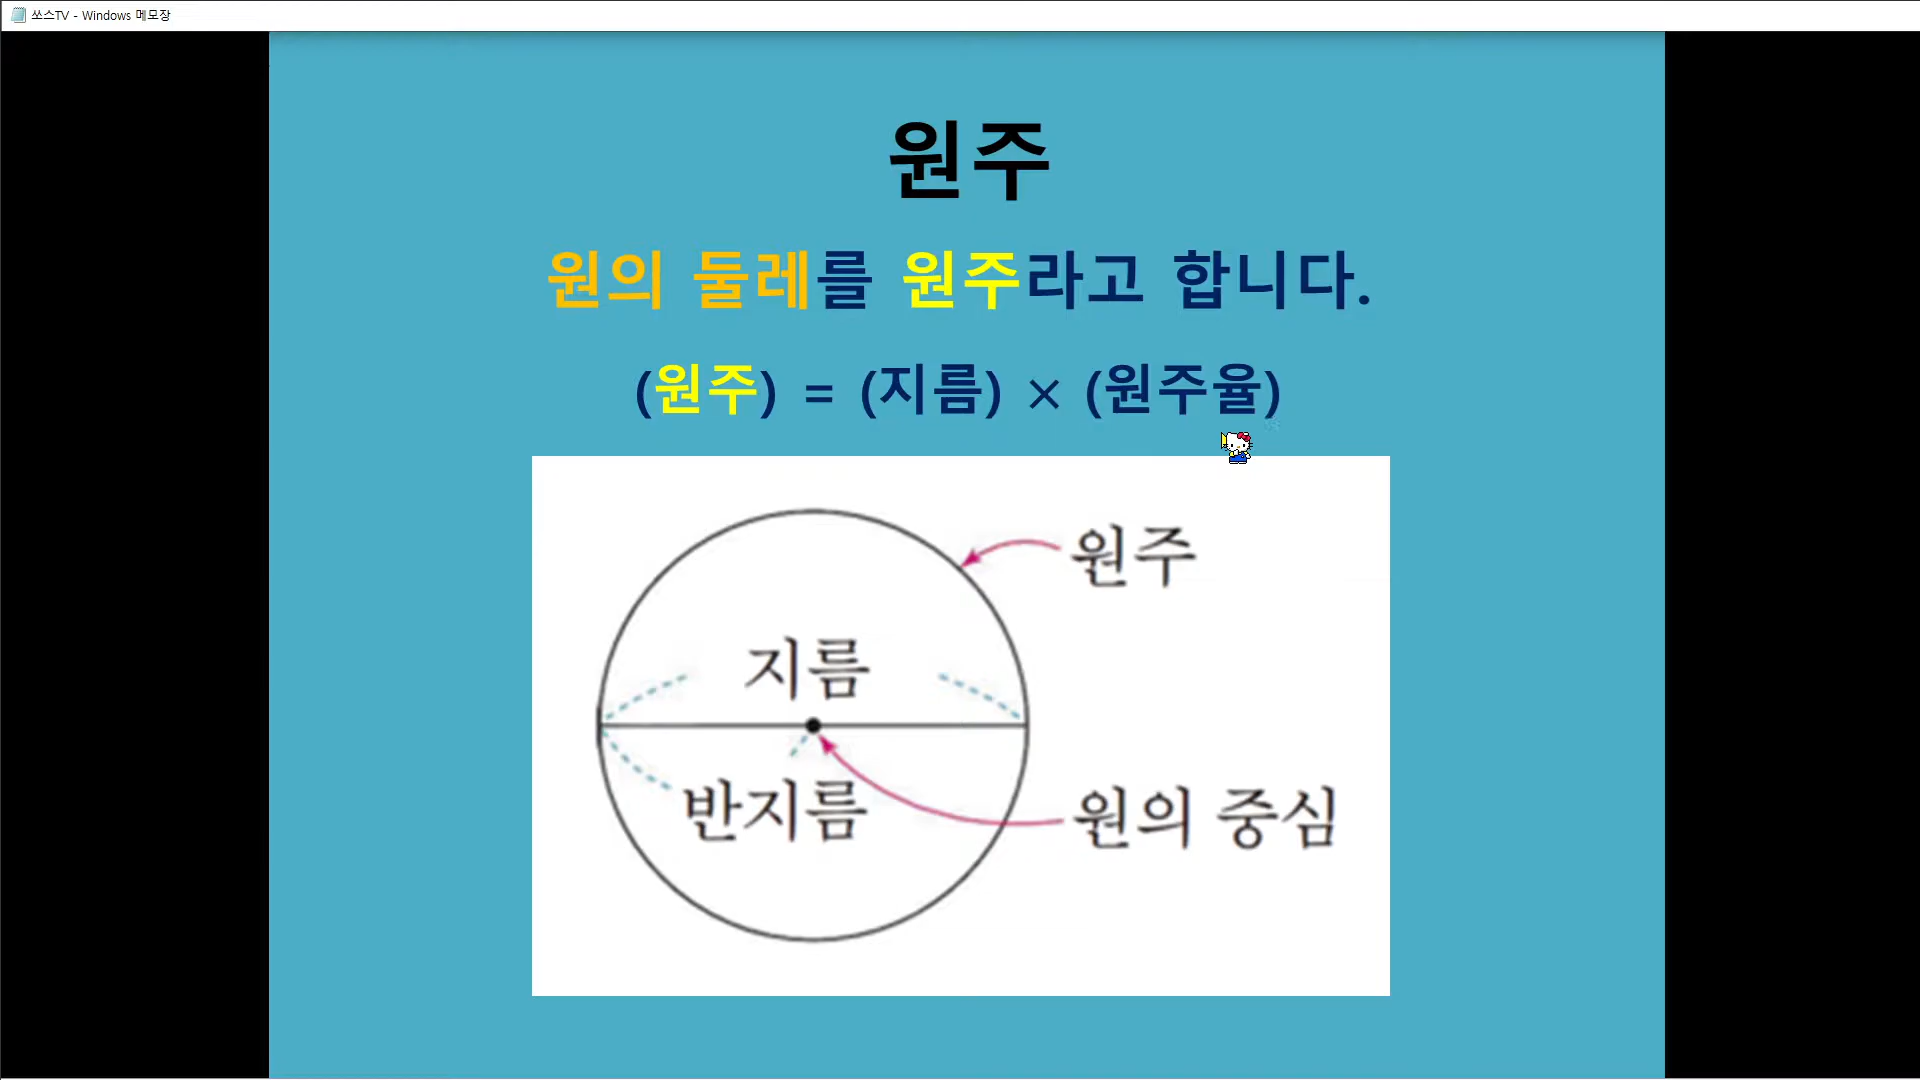 쏘스TV - Windows 메모장
원주
원의 둘레를 원주라고 합니다.
(원주) = (지름) × (원주율)
원주
지름
반지름
원의 중심